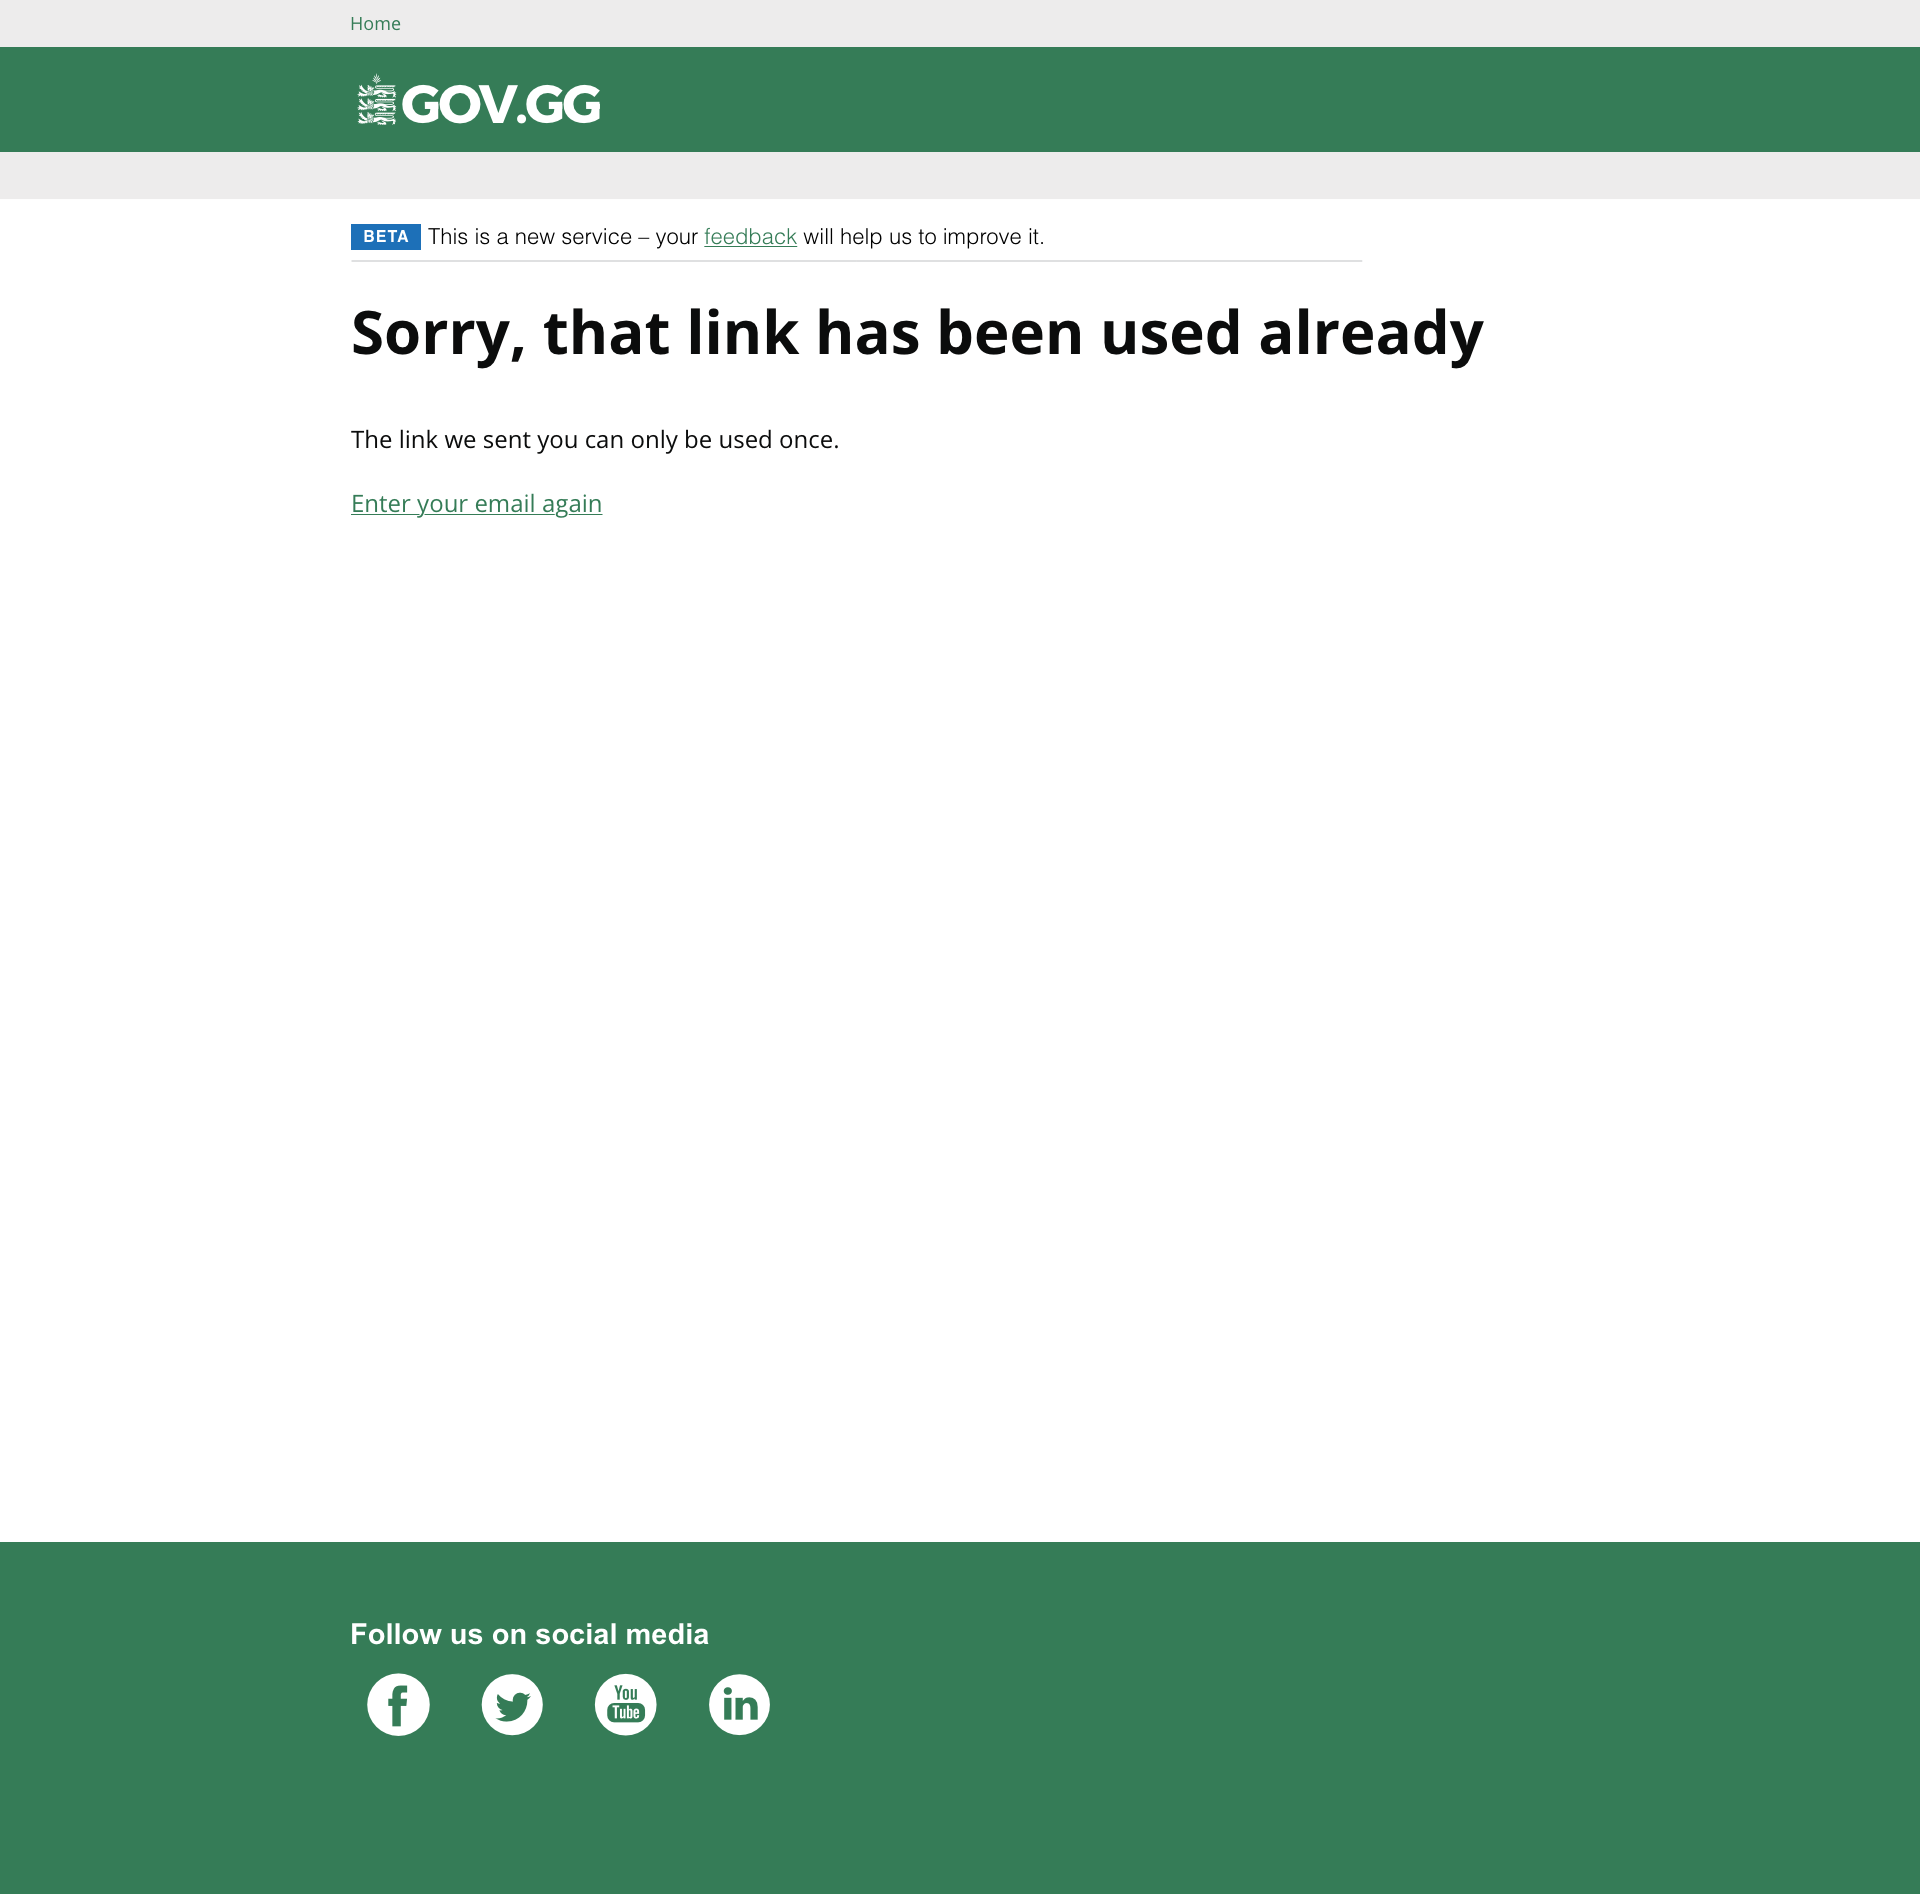 Home
GOV.GG
BETA This is a new service – your feedback will help us to improve it.
Sorry, that link has been used already
The link we sent you can only be used once.
Enter your email again
Follow us on social media
f
You
Tube
in